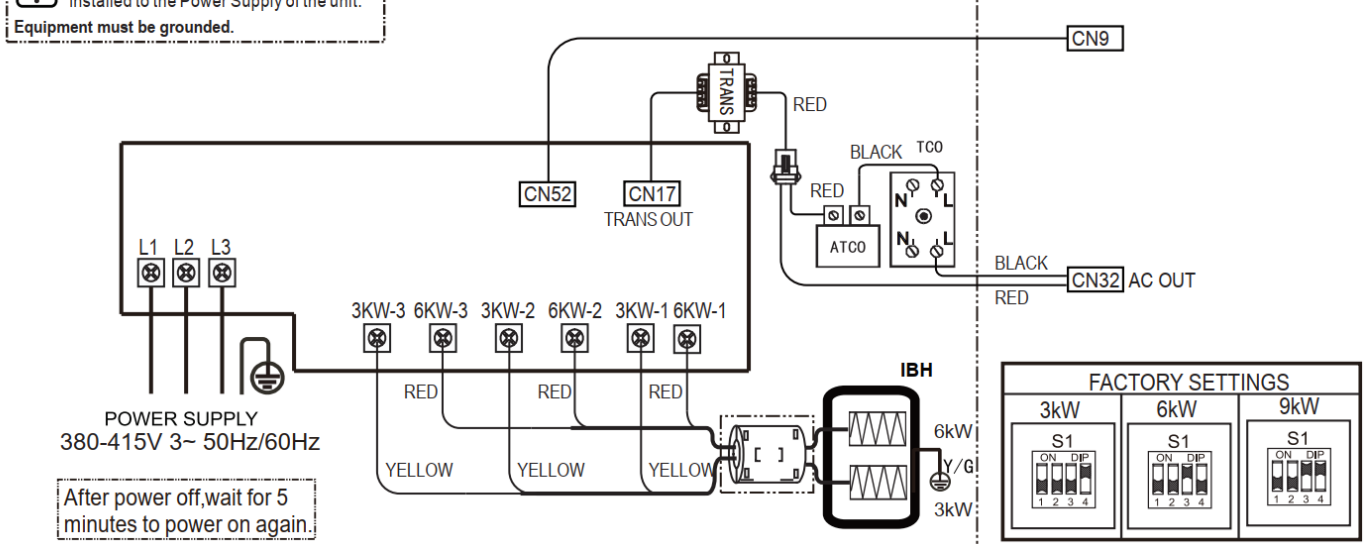 installed to the Power Supply of the unit.
Equipment must be grounded.
CN9
TRANS
RED
BLACK TCO
RED
N L
N L
ATCO
CN52
CN17
TRANS OUT
L1 L2 L3
BLACK
RED
CN32 AC OUT
3KW-3 6KW-3 3KW-2 6KW-2 3KW-1 6KW-1
RED RED RED
YELLOW YELLOW YELLOW
IBH
6kW
Y/G
3kW
POWER SUPPLY
380-415V 3~ 50Hz/60Hz
After power off,wait for 5
minutes to power on again.
FACTORY SETTINGS
3kW 6kW 9kW
S1 S1 S1
ON DIP ON DIP ON DIP
1 2 3 4 1 2 3 4 1 2 3 4